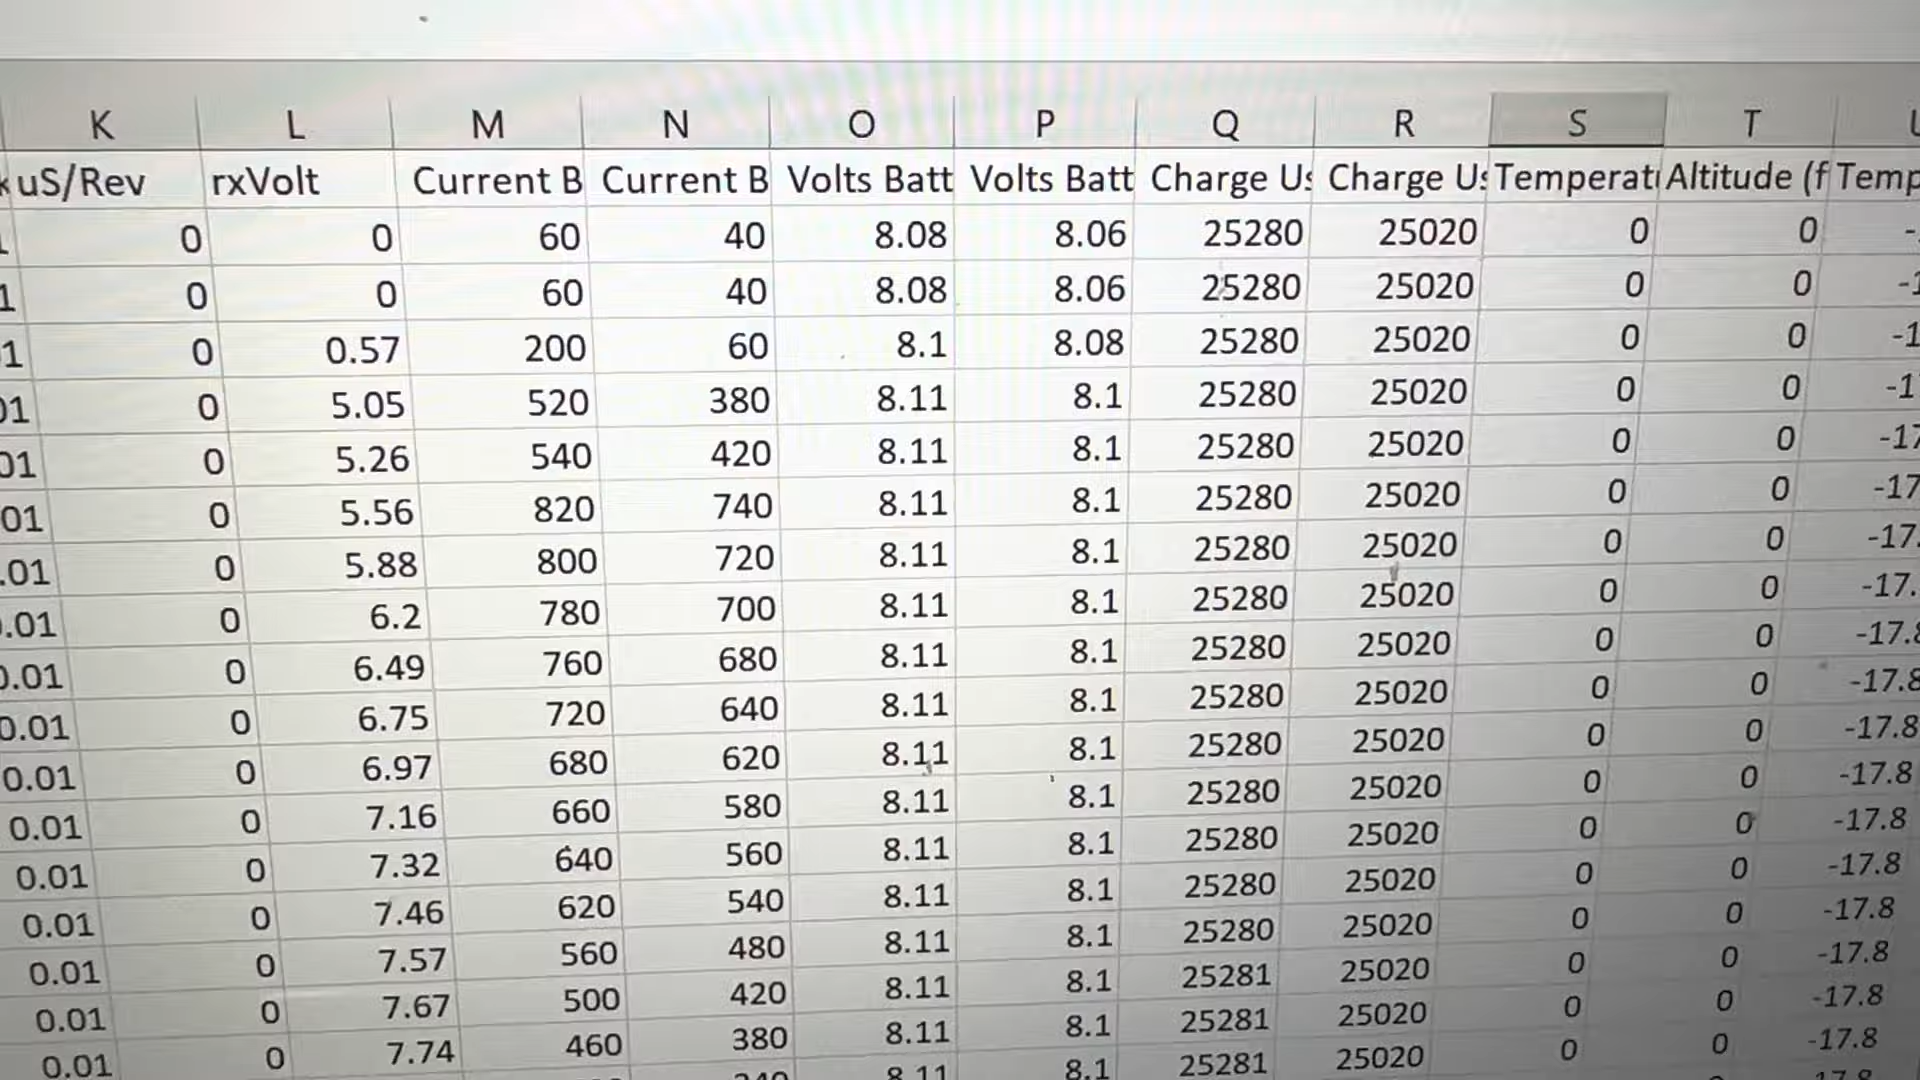 K L M N O P Q R S T
uS/Rev rxVolt Current B Current B Volts Batt Volts Batt Charge Us Charge Us Temperati Altitude (f Temp
0 0 60 40 8.08 8.06 25280 25020 0 0
1 0 0 60 40 8.08 8.06 25280 25020 0 0 -1
01 0 0.57 200 60 8.1 8.08 25280 25020 0 0 -1
01 0 5.05 520 380 8.11 8.1 25280 25020 0 0 -17
01 0 5.26 540 420 8.11 8.1 25280 25020 0 0 -17
01 0 5.56 820 740 8.11 8.1 25280 25020 0 0 -17
.01 0 5.88 800 720 8.11 8.1 25280 25020 0 0 -17.
.01 0 6.2 780 700 8.11 8.1 25280 25020 0 0 -17.
0.01 0 6.49 760 680 8.11 8.1 25280 25020 0 0 -17.8
0.01 0 6.75 720 640 8.11 8.1 25280 25020 0 0 -17.8
0.01 0 6.97 680 620 8.11 8.1 25280 25020 0 0 -17.8
0.01 0 7.16 660 580 8.11 8.1 25280 25020 0 0 -17.8
0.01 0 7.32 640 560 8.11 8.1 25280 25020 0 0 -17.8
0.01 0 7.46 620 540 8.11 8.1 25280 25020 0 0 -17.8
0.01 0 7.57 560 480 8.11 8.1 25280 25020 0 0 -17.8
0.01 0 7.67 500 420 8.11 8.1 25281 25020 0 0 -17.8
0.01 0 7.74 460 380 8.11 8.1 25281 25020 0 0 -17.8
8.11 8.1 25281 25020 0 0 -17.8